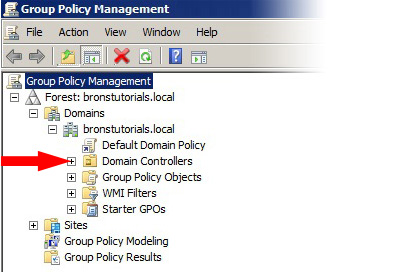 Group Policy Management
File Action View Window Help
Group Policy Management
Forest: bronstutorials.local
Domains
bronstutorials.local
Default Domain Policy
Domain Controllers
Group Policy Objects
WMI Filters
Starter GPOs
Sites
Group Policy Modeling
Group Policy Results